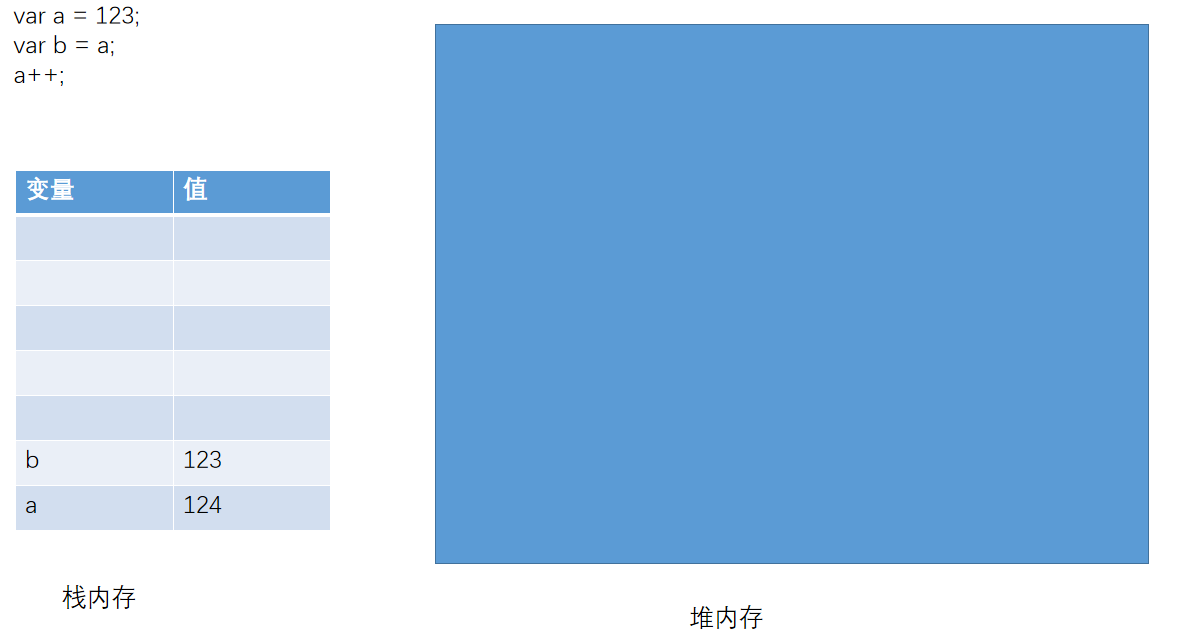 var a = 123;
var b = a;
a++;
变量 值
b 123
a 124
栈内存
堆内存